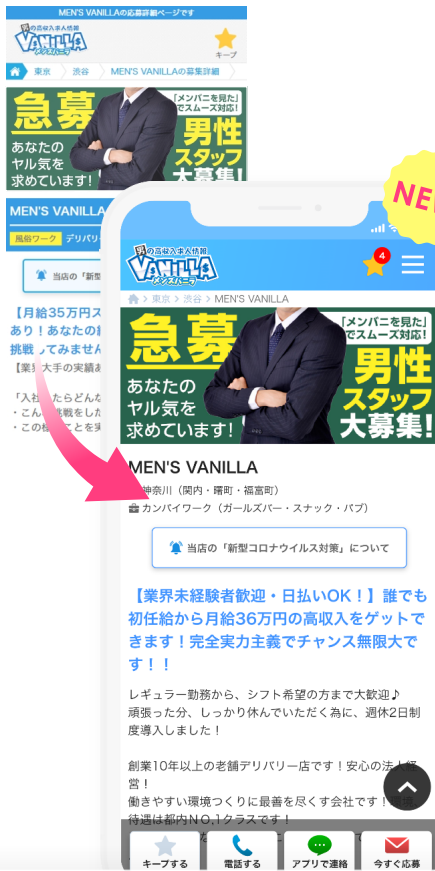 MEN'S VANILLAの応募詳細ページです
男の高収入求人情報
VANILLA
メンズバニラ
キープ
東京
渋谷
MEN'S VANILLAの募集詳細
急募
あなたの
ヤル気を
求めています!
「メンバニを見た」
でスムーズ対応!
男性
スタッフ
大募集!
MEN'S VANILLA
風俗ワーク
デリバリ
当店の「新型
【月給35万円ス
あり!あなたの
挑戦してみません
【業界大手の実績あ
「入社したらどんな
・こんな挑戦をした
・この様なことを実
NE
男の高収入求人情報
VANILLA
メンズバニラ
4
東京
渋谷
MEN'S VANILLA
急募
あなたの
ヤル気を
求めています!
「メンバニを見た」
でスムーズ対応!
男性
スタッフ
大募集!
MEN'S VANILLA
神奈川(関内・曙町・福富町)
カンパイワーク(ガールズバー・スナック・パブ)
当店の「新型コロナウイルス対策」について
【業界未経験者歓迎・日払いOK!】誰でも
初任給から月給36万円の高収入をゲットで
きます!完全実力主義でチャンス無限大で
す!!
レギュラー勤務から、シフト希望の方まで大歓迎♪
頑張った分、しっかり休んでいただく為に、週休2日制
度導入しました!
創業10年以上の老舗デリバリー店です!安心の法人経
営!
働きやすい環境つくりに最善を尽くす会社です!環境、
待遇は都内NO.1クラスです!
キープする
電話する
アプリで連絡
今すぐ応募